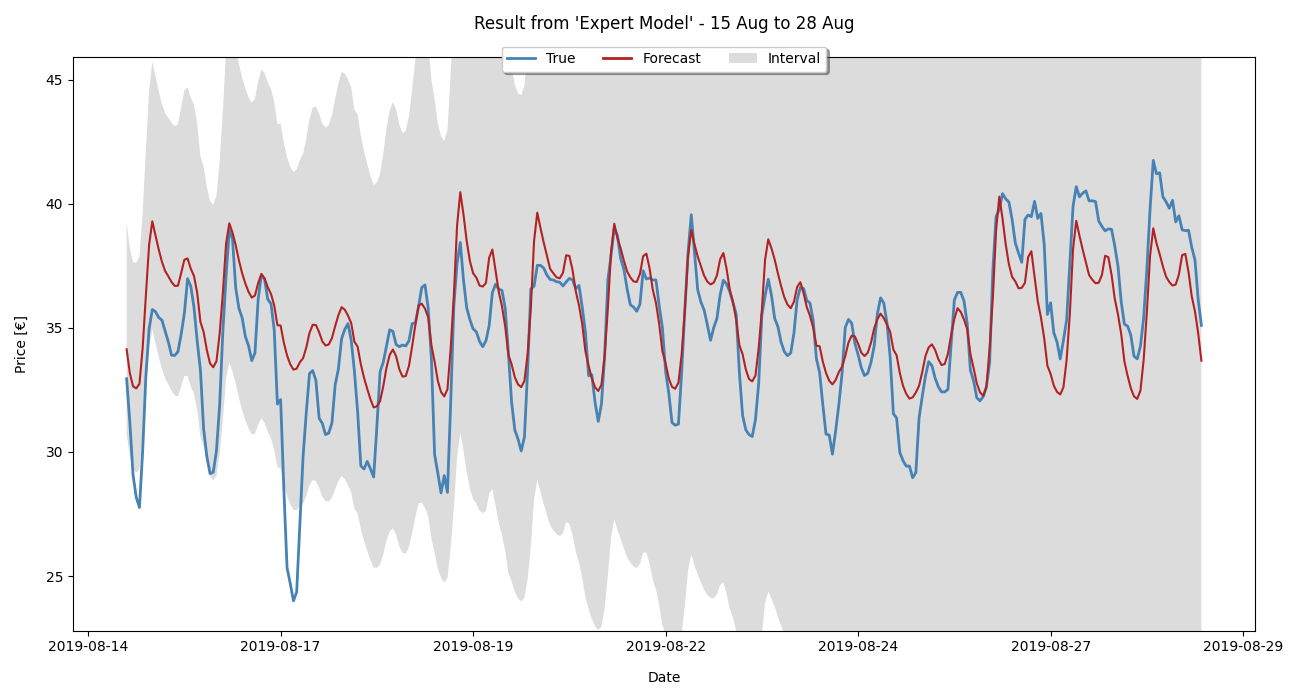 Result from 'Expert Model' - 15 Aug to 28 Aug
True Forecast Interval
45
40
35
30
25
Price [€]
2019-08-14 2019-08-17 2019-08-19 2019-08-22 2019-08-24 2019-08-27 2019-08-29
Date